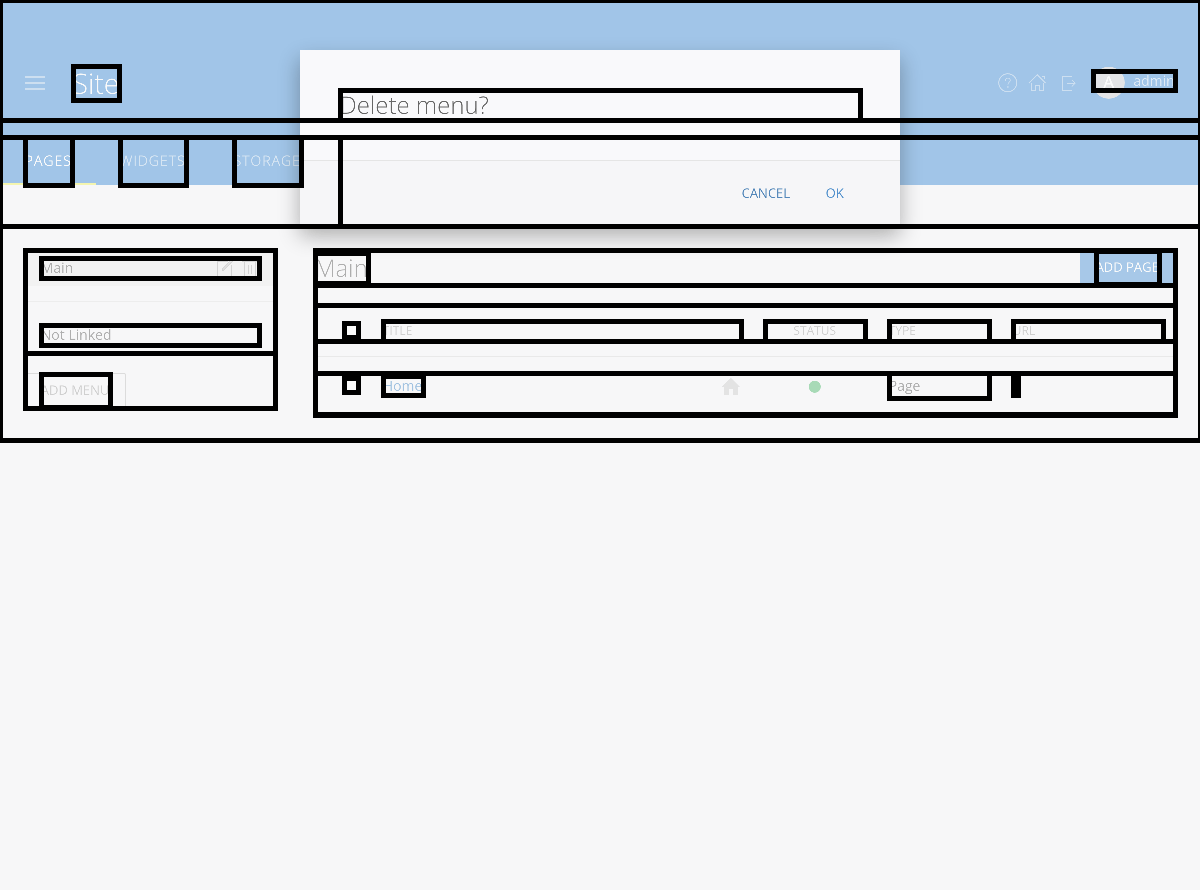 Delete menu?
Site
A admin
PAGES WIDGETS STORAGE
CANCEL OK
Main
Not Linked
ADD MENU
Main
ADD PAGE
TITLE STATUS TYPE URL
Home Page